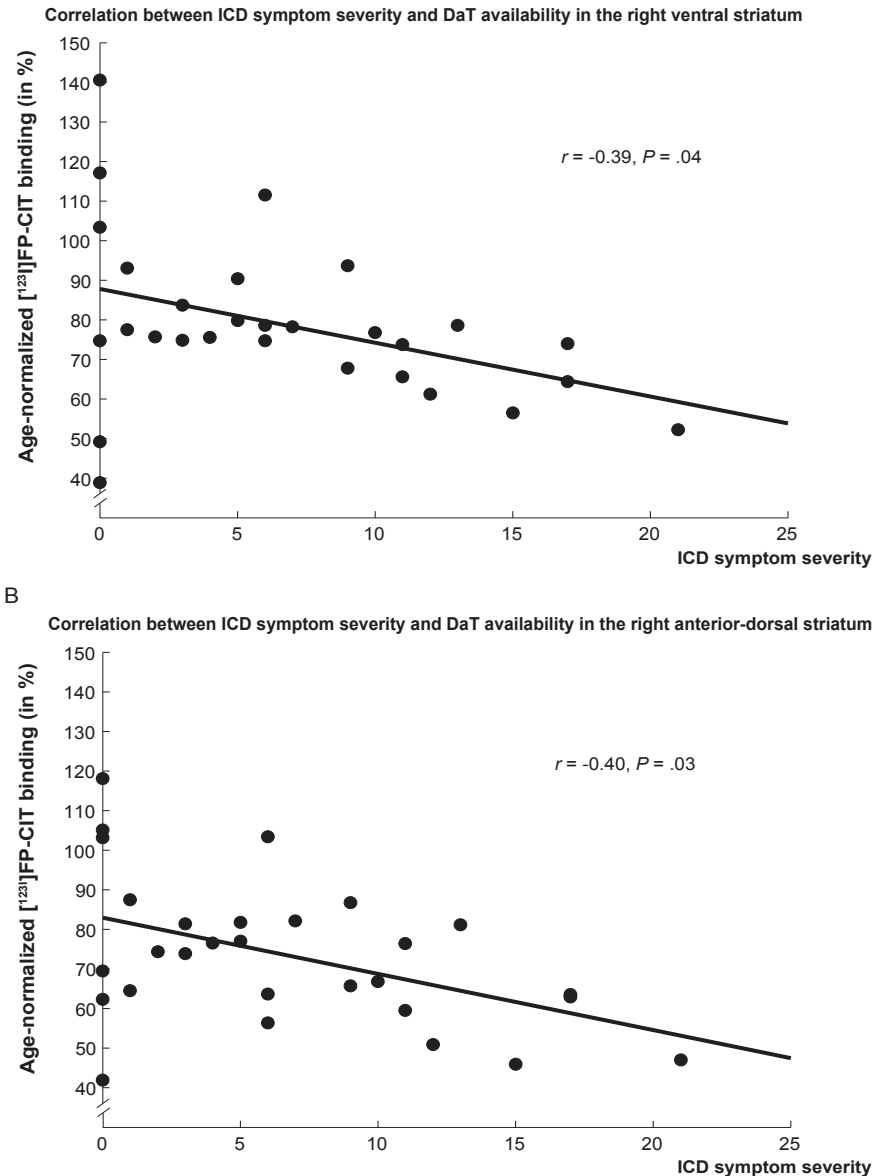 Correlation between ICD symptom severity and DaT availability in the right ventral striatum
Age-normalized [¹²³I]FP-CIT binding (in %)
150
140
130
120
110
100
90
80
70
60
50
40
r = -0.39, P = .04
0 5 10 15 20 25
ICD symptom severity
B
Correlation between ICD symptom severity and DaT availability in the right anterior-dorsal striatum
Age-normalized [¹²³I]FP-CIT binding (in %)
150
140
130
120
110
100
90
80
70
60
50
40
r = -0.40, P = .03
0 5 10 15 20 25
ICD symptom severity